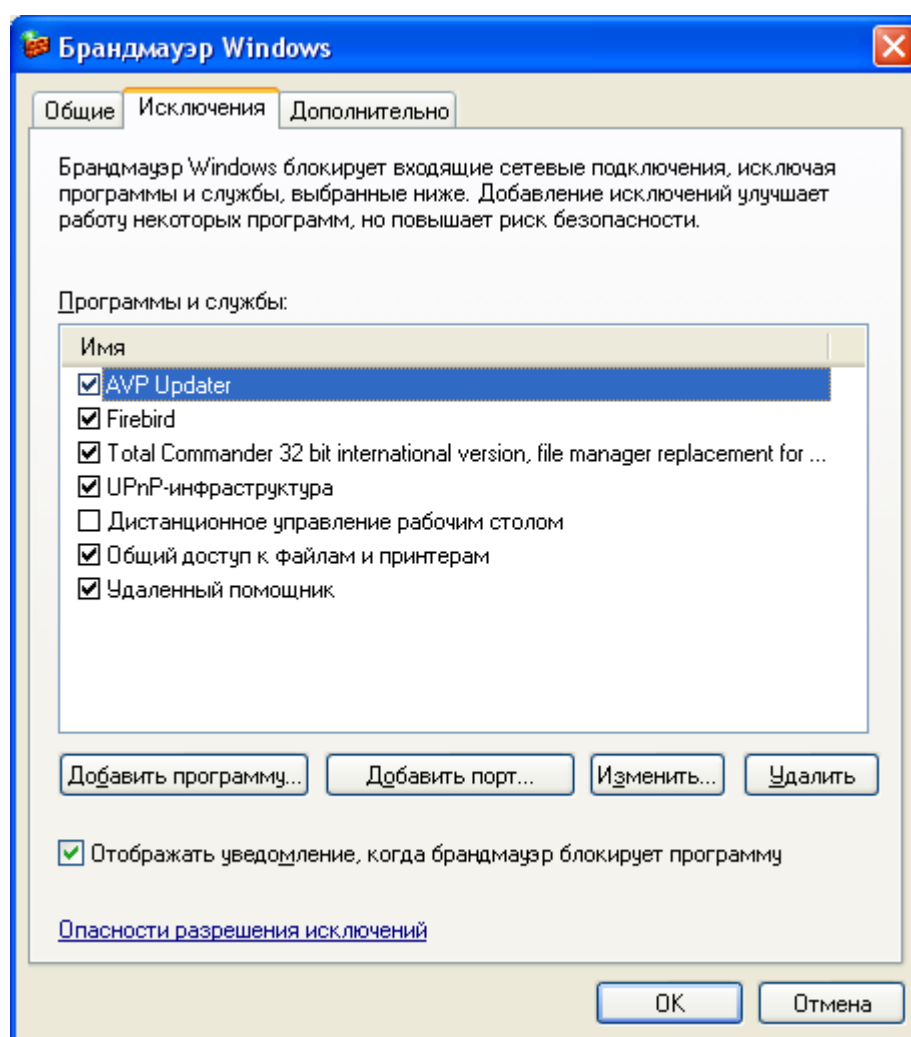 Брандмауэр Windows
Общие
Исключения
Дополнительно
Брандмауэр Windows блокирует входящие сетевые подключения, исключая
программы и службы, выбранные ниже. Добавление исключений улучшает
работу некоторых программ, но повышает риск безопасности.
Программы и службы:
Имя
AVP Updater
Firebird
Total Commander 32 bit international version, file manager replacement for ...
UPnP-инфраструктура
Дистанционное управление рабочим столом
Общий доступ к файлам и принтерам
Удаленный помощник
Добавить программу...
Добавить порт...
Изменить...
Удалить
Отображать уведомление, когда брандмауэр блокирует программу
Опасности разрешения исключений
OK
Отмена